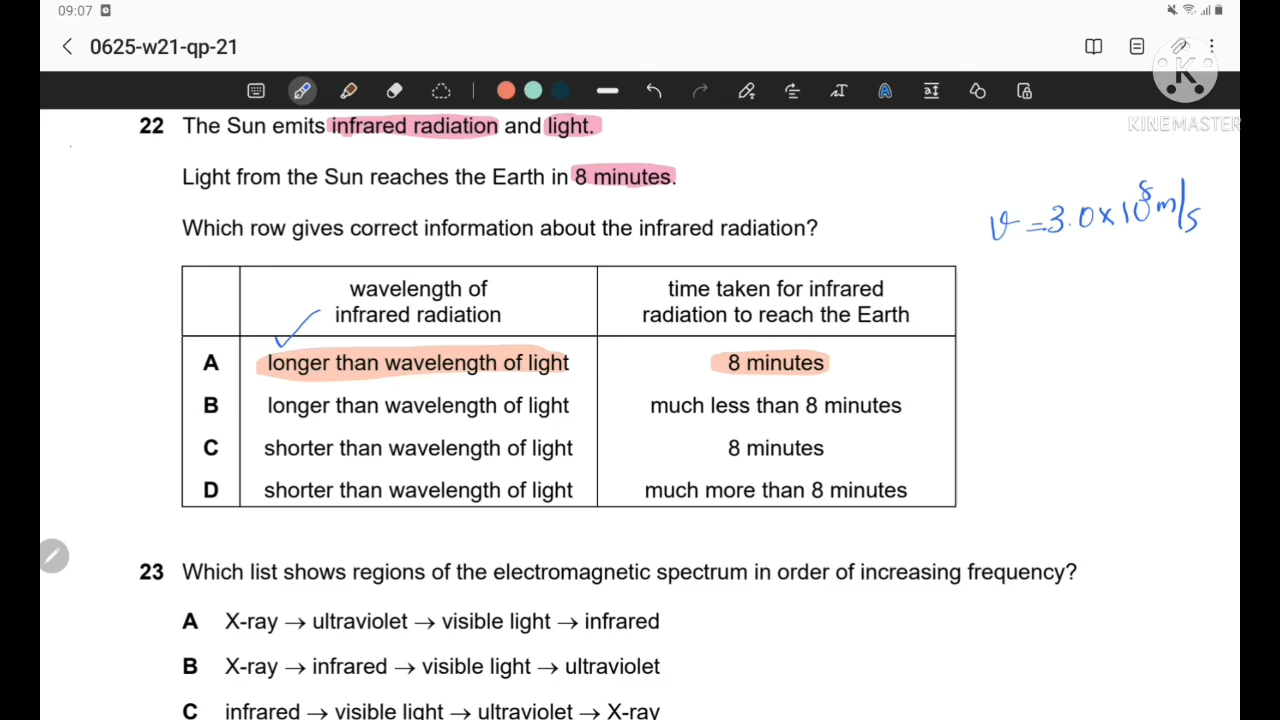 09:07
0625-w21-qp-21
K
KINEMASTER
22 The Sun emits infrared radiation and light.
Light from the Sun reaches the Earth in 8 minutes.
v = 3.0 × 10⁸ m/s
Which row gives correct information about the infrared radiation?
wavelength of infrared radiation | time taken for infrared radiation to reach the Earth
A longer than wavelength of light 8 minutes
B longer than wavelength of light much less than 8 minutes
C shorter than wavelength of light 8 minutes
D shorter than wavelength of light much more than 8 minutes
23 Which list shows regions of the electromagnetic spectrum in order of increasing frequency?
A X-ray → ultraviolet → visible light → infrared
B X-ray → infrared → visible light → ultraviolet
C infrared → visible light → ultraviolet → X-ray